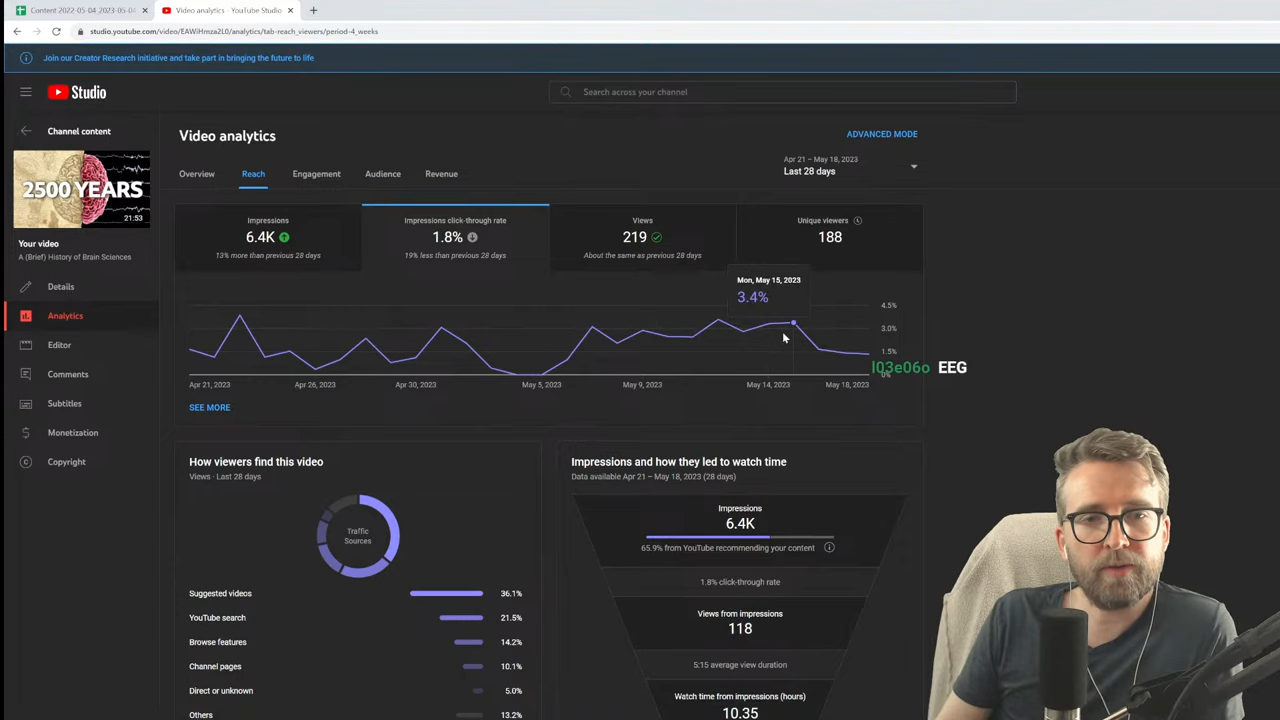 Content 2022-05-04_2023-05-04
Video analytics - YouTube Studio
studio.youtube.com/video/EAWiHmza2L0/analytics/tab-reach_viewers/period-4_weeks
Join our Creator Research initiative and take part in bringing the future to life
Studio
Search across your channel
Channel content
2500 YEARS
21:53
Your video
A (Brief) History of Brain Sciences
Details
Analytics
Editor
Comments
Subtitles
Monetization
Copyright
Video analytics
ADVANCED MODE
Overview
Reach
Engagement
Audience
Revenue
Apr 21 – May 18, 2023
Last 28 days
Impressions
6.4K
13% more than previous 28 days
Impressions click-through rate
1.8%
19% less than previous 28 days
Views
219
About the same as previous 28 days
Unique viewers
188
Mon, May 15, 2023
3.4%
4.5%
3.0%
1.5%
0%
Apr 21, 2023
Apr 26, 2023
Apr 30, 2023
May 5, 2023
May 9, 2023
May 14, 2023
May 18, 2023
l03e06o EEG
SEE MORE
How viewers find this video
Views · Last 28 days
Traffic
Sources
Suggested videos 36.1%
YouTube search 21.5%
Browse features 14.2%
Channel pages 10.1%
Direct or unknown 5.0%
Others 13.2%
Impressions and how they led to watch time
Data available Apr 21 – May 18, 2023 (28 days)
Impressions
6.4K
65.9% from YouTube recommending your content
1.8% click-through rate
Views from impressions
118
5:15 average view duration
Watch time from impressions (hours)
10.35